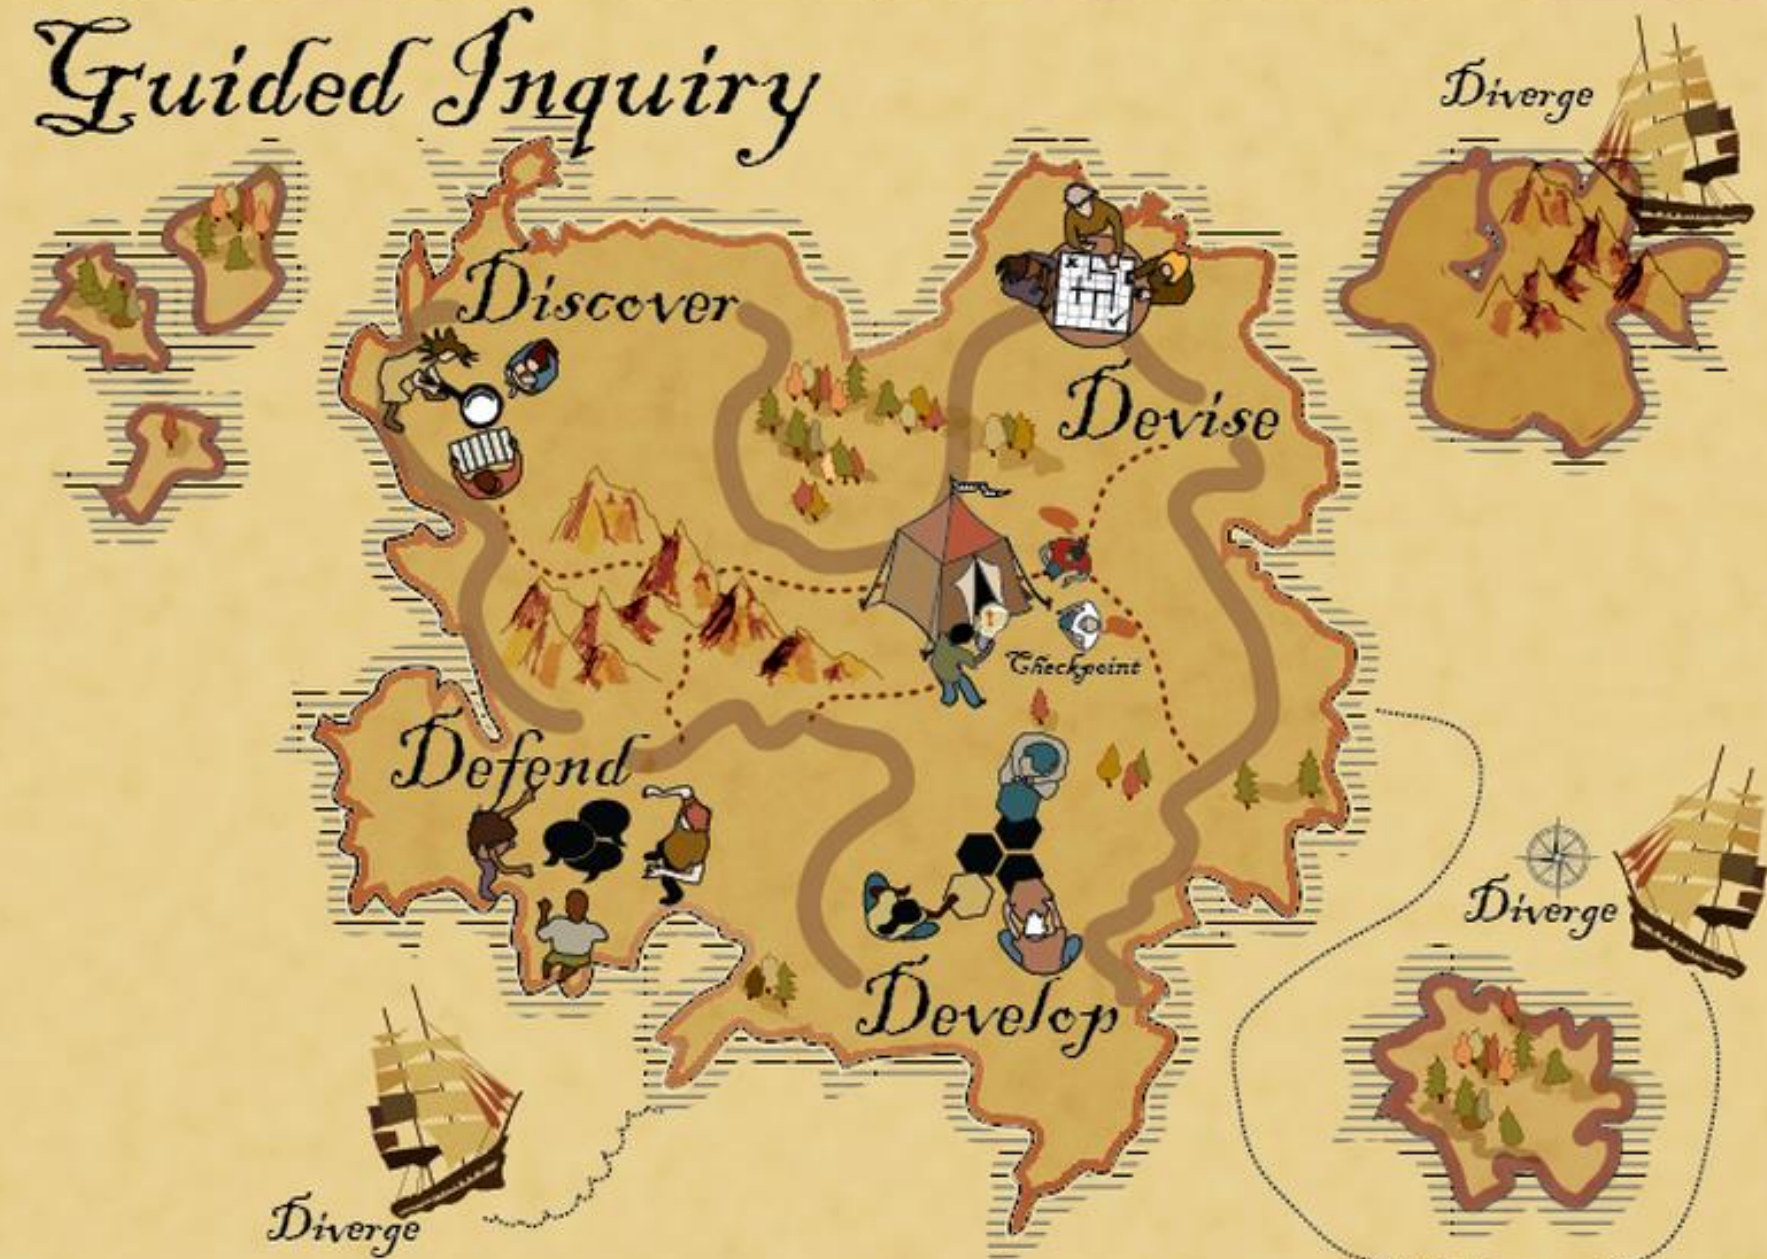 Guided Inquiry
Diverge
Discover
Devise
Checkpoint
Defend
Diverge
Develop
Diverge